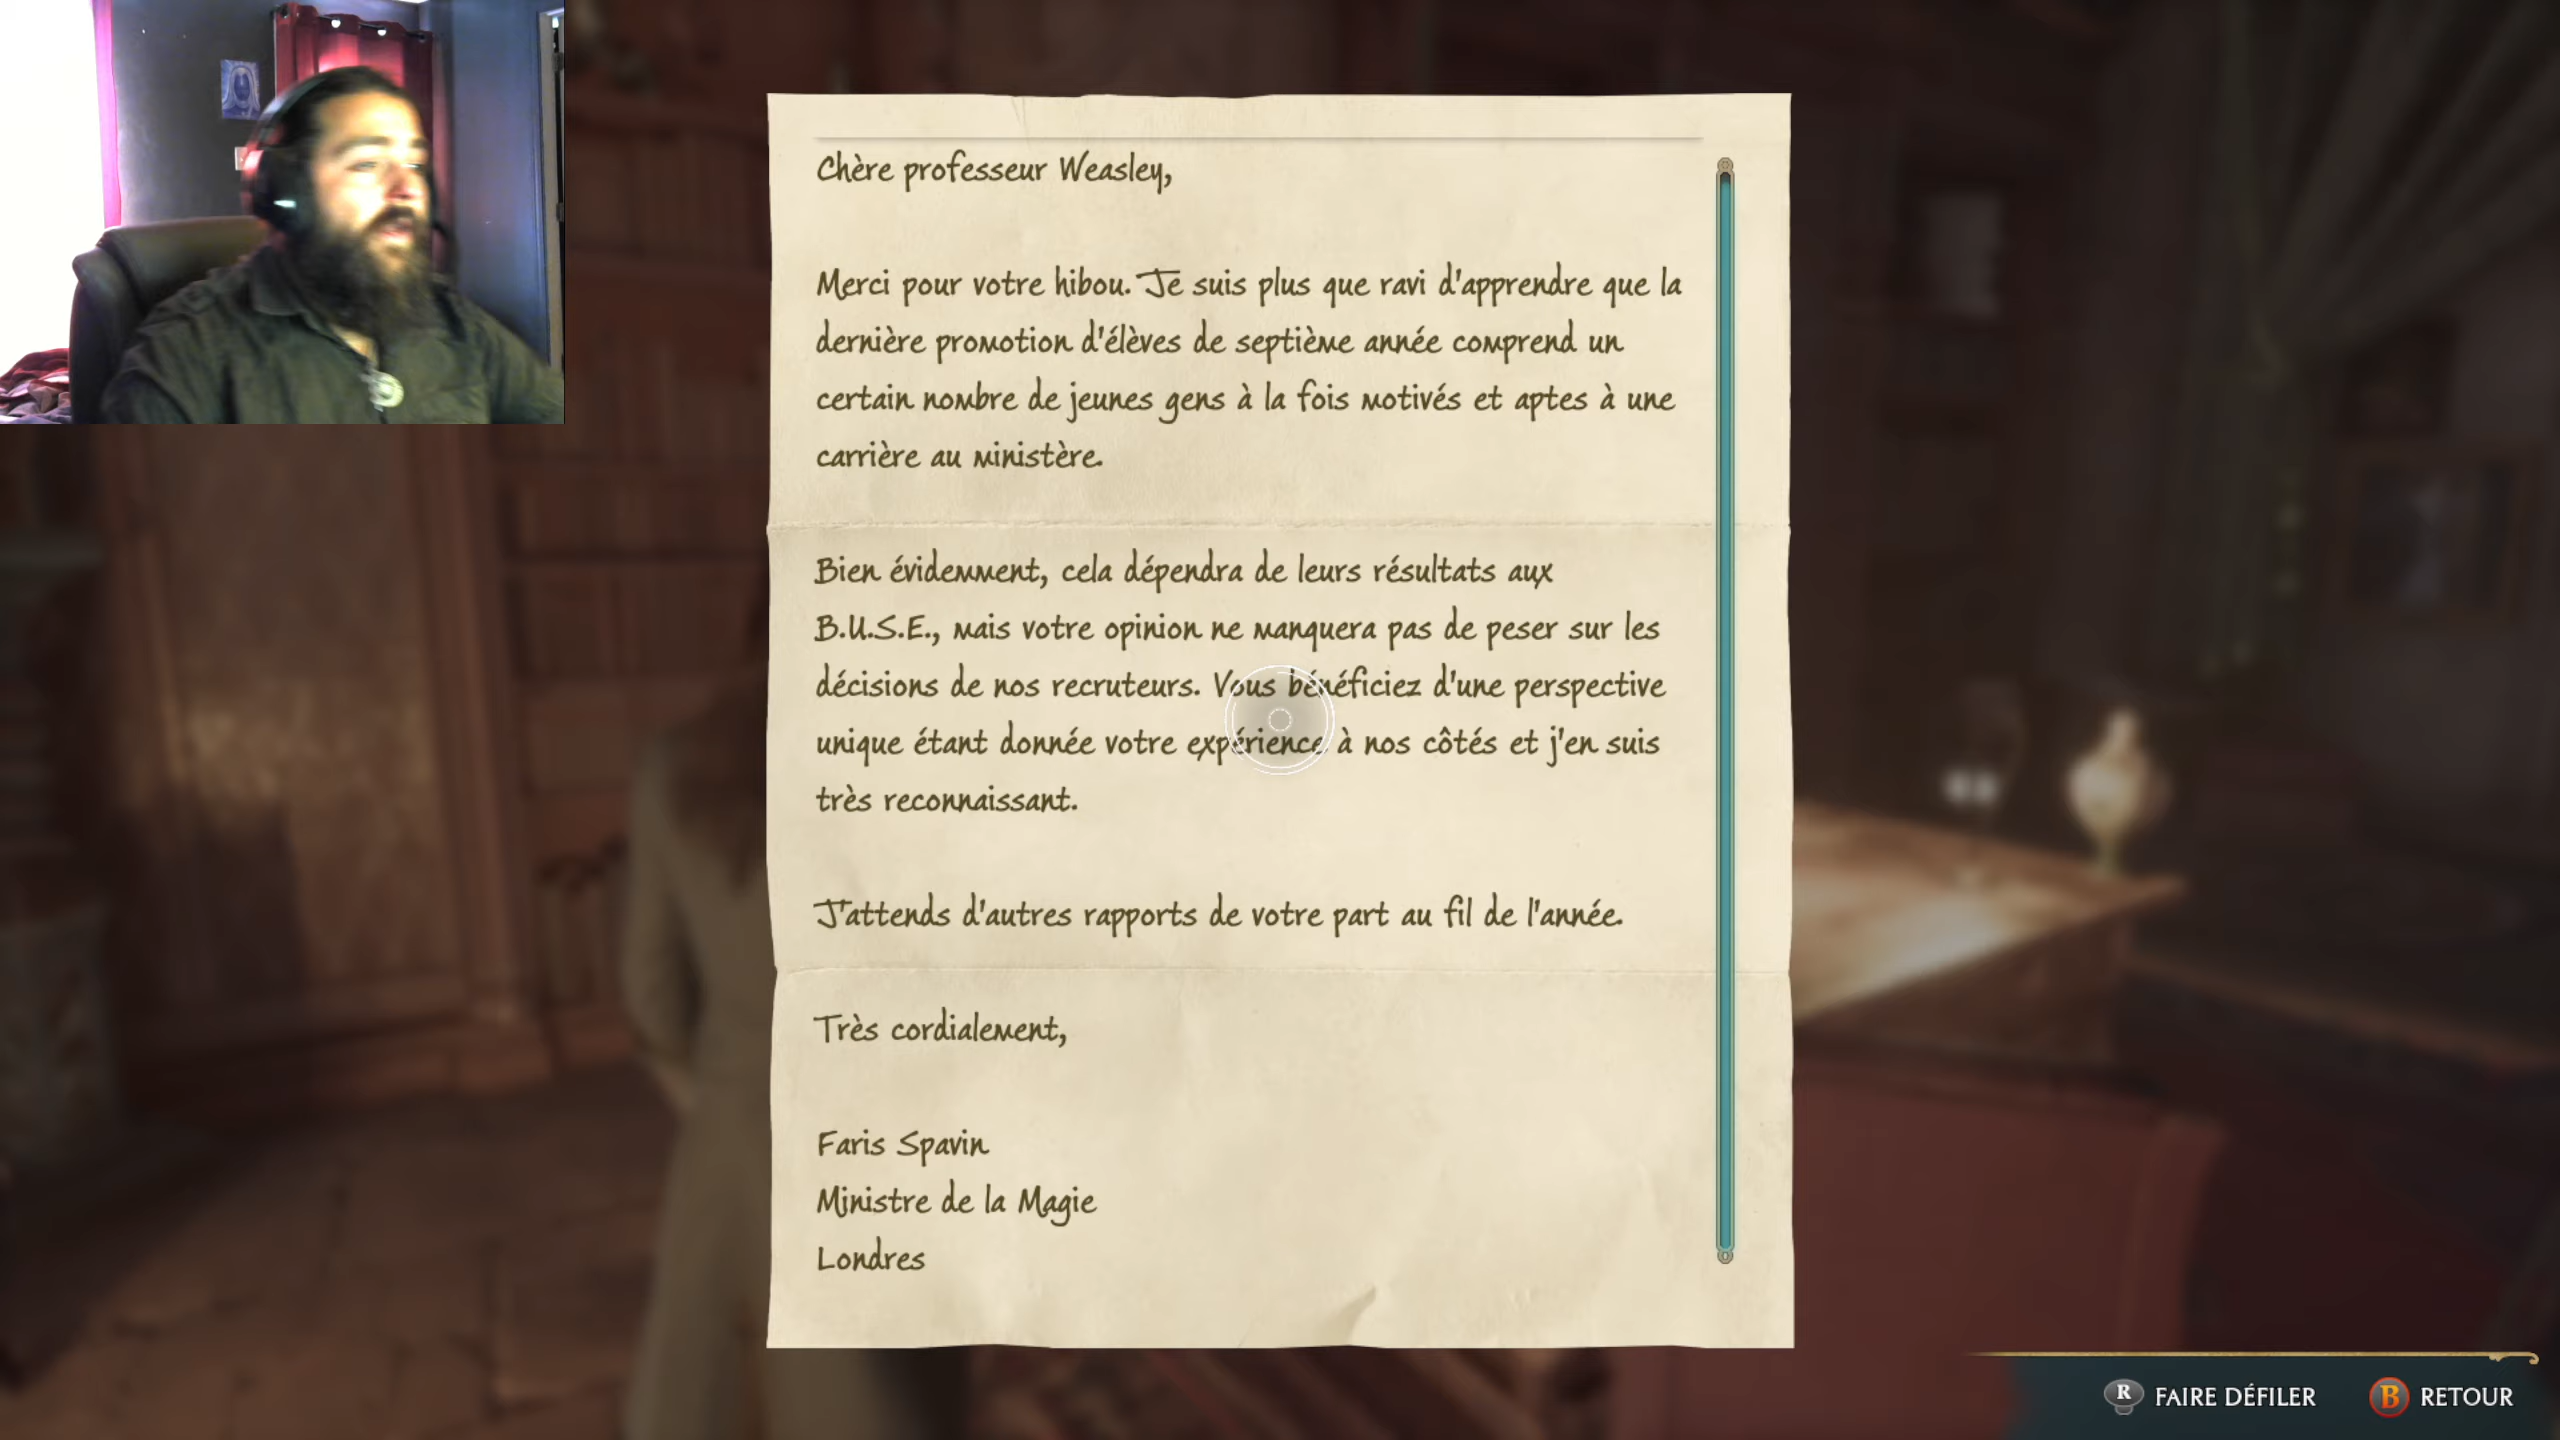 Chère professeur Weasley,
Merci pour votre hibou. Je suis plus que ravi d'apprendre que la
dernière promotion d'élèves de septième année comprend un
certain nombre de jeunes gens à la fois motivés et aptes à une
carrière au ministère.
Bien évidemment, cela dépendra de leurs résultats aux
B.U.S.E., mais votre opinion ne manquera pas de peser sur les
décisions de nos recruteurs. Vous bénéficiez d'une perspective
unique étant donnée votre expérience à nos côtés et j'en suis
très reconnaissant.
J'attends d'autres rapports de votre part au fil de l'année.
Très cordialement,
Faris Spavin
Ministre de la Magie
Londres
R FAIRE DÉFILER B RETOUR